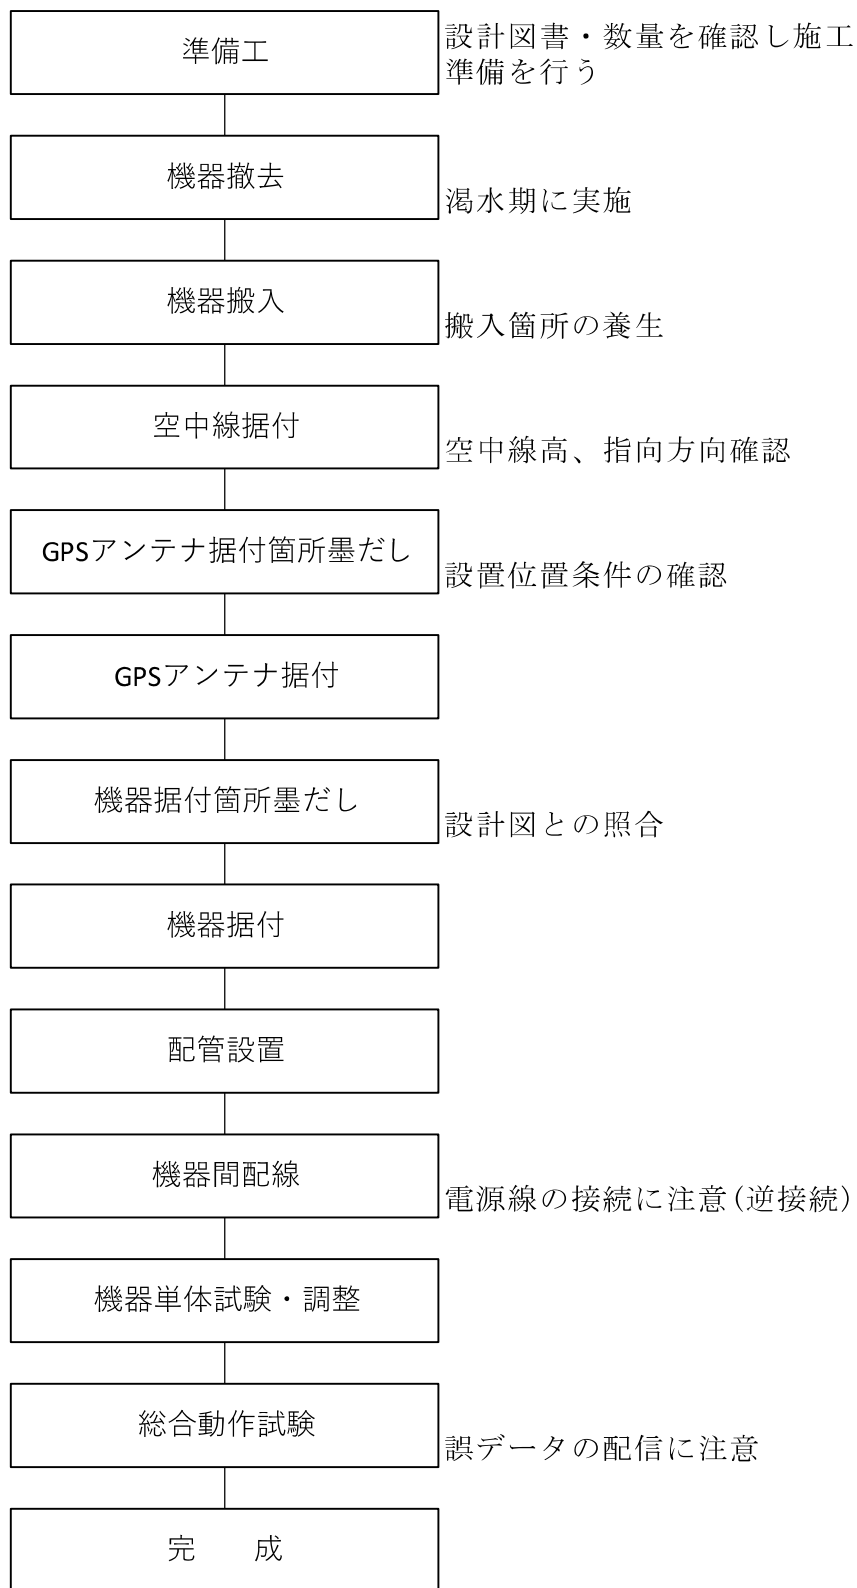 準備工
設計図書・数量を確認し施工
準備を行う
機器撤去
渇水期に実施
機器搬入
搬入箇所の養生
空中線据付
空中線高、指向方向確認
GPSアンテナ据付箇所墨だし
設置位置条件の確認
GPSアンテナ据付
機器据付箇所墨だし
設計図との照合
機器据付
配管設置
機器間配線
電源線の接続に注意(逆接続)
機器単体試験・調整
総合動作試験
誤データの配信に注意
完　　成